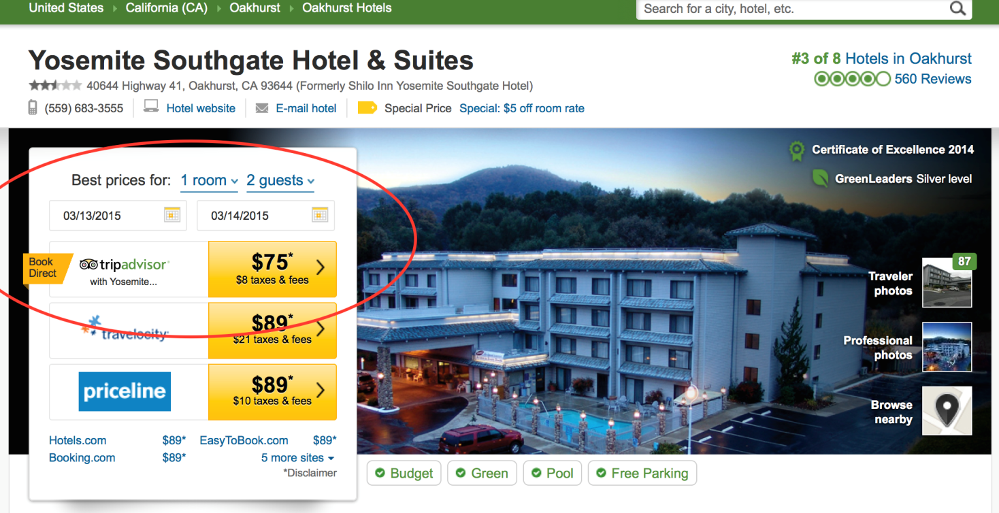 United States California (CA) Oakhurst Oakhurst Hotels
Search for a city, hotel, etc.
Yosemite Southgate Hotel & Suites
#3 of 8 Hotels in Oakhurst
40644 Highway 41, Oakhurst, CA 93644 (Formerly Shilo Inn Yosemite Southgate Hotel)
560 Reviews
(559) 683-3555 Hotel website E-mail hotel Special Price Special: $5 off room rate
Certificate of Excellence 2014
GreenLeaders Silver level
Best prices for: 1 room 2 guests
03/13/2015 03/14/2015
Book
Direct
tripadvisor
with Yosemite...
$75*
$8 taxes & fees
travelocity
$89*
$21 taxes & fees
priceline
$89*
$10 taxes & fees
Hotels.com $89* EasyToBook.com $89*
Booking.com $89* 5 more sites
*Disclaimer
87
Traveler
photos
Professional
photos
Browse
nearby
Budget Green Pool Free Parking